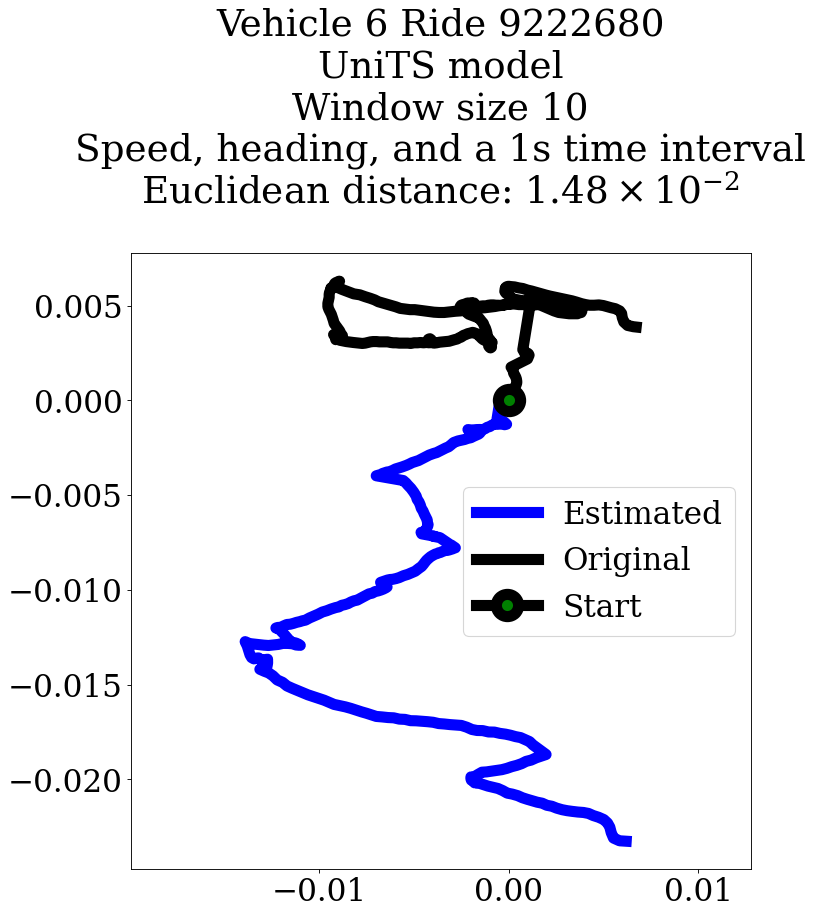 Vehicle 6 Ride 9222680
UniTS model
Window size 10
Speed, heading, and a 1s time interval
Euclidean distance: 1.48 × 10⁻²
0.005
0.000
−0.005
−0.010
−0.015
−0.020
Estimated
Original
Start
−0.01
0.00
0.01